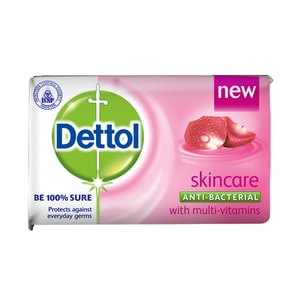 new
Dettol
skincare
ANTI-BACTERIAL
with multi-vitamins
BE 100% SURE
Protects against
everyday germs